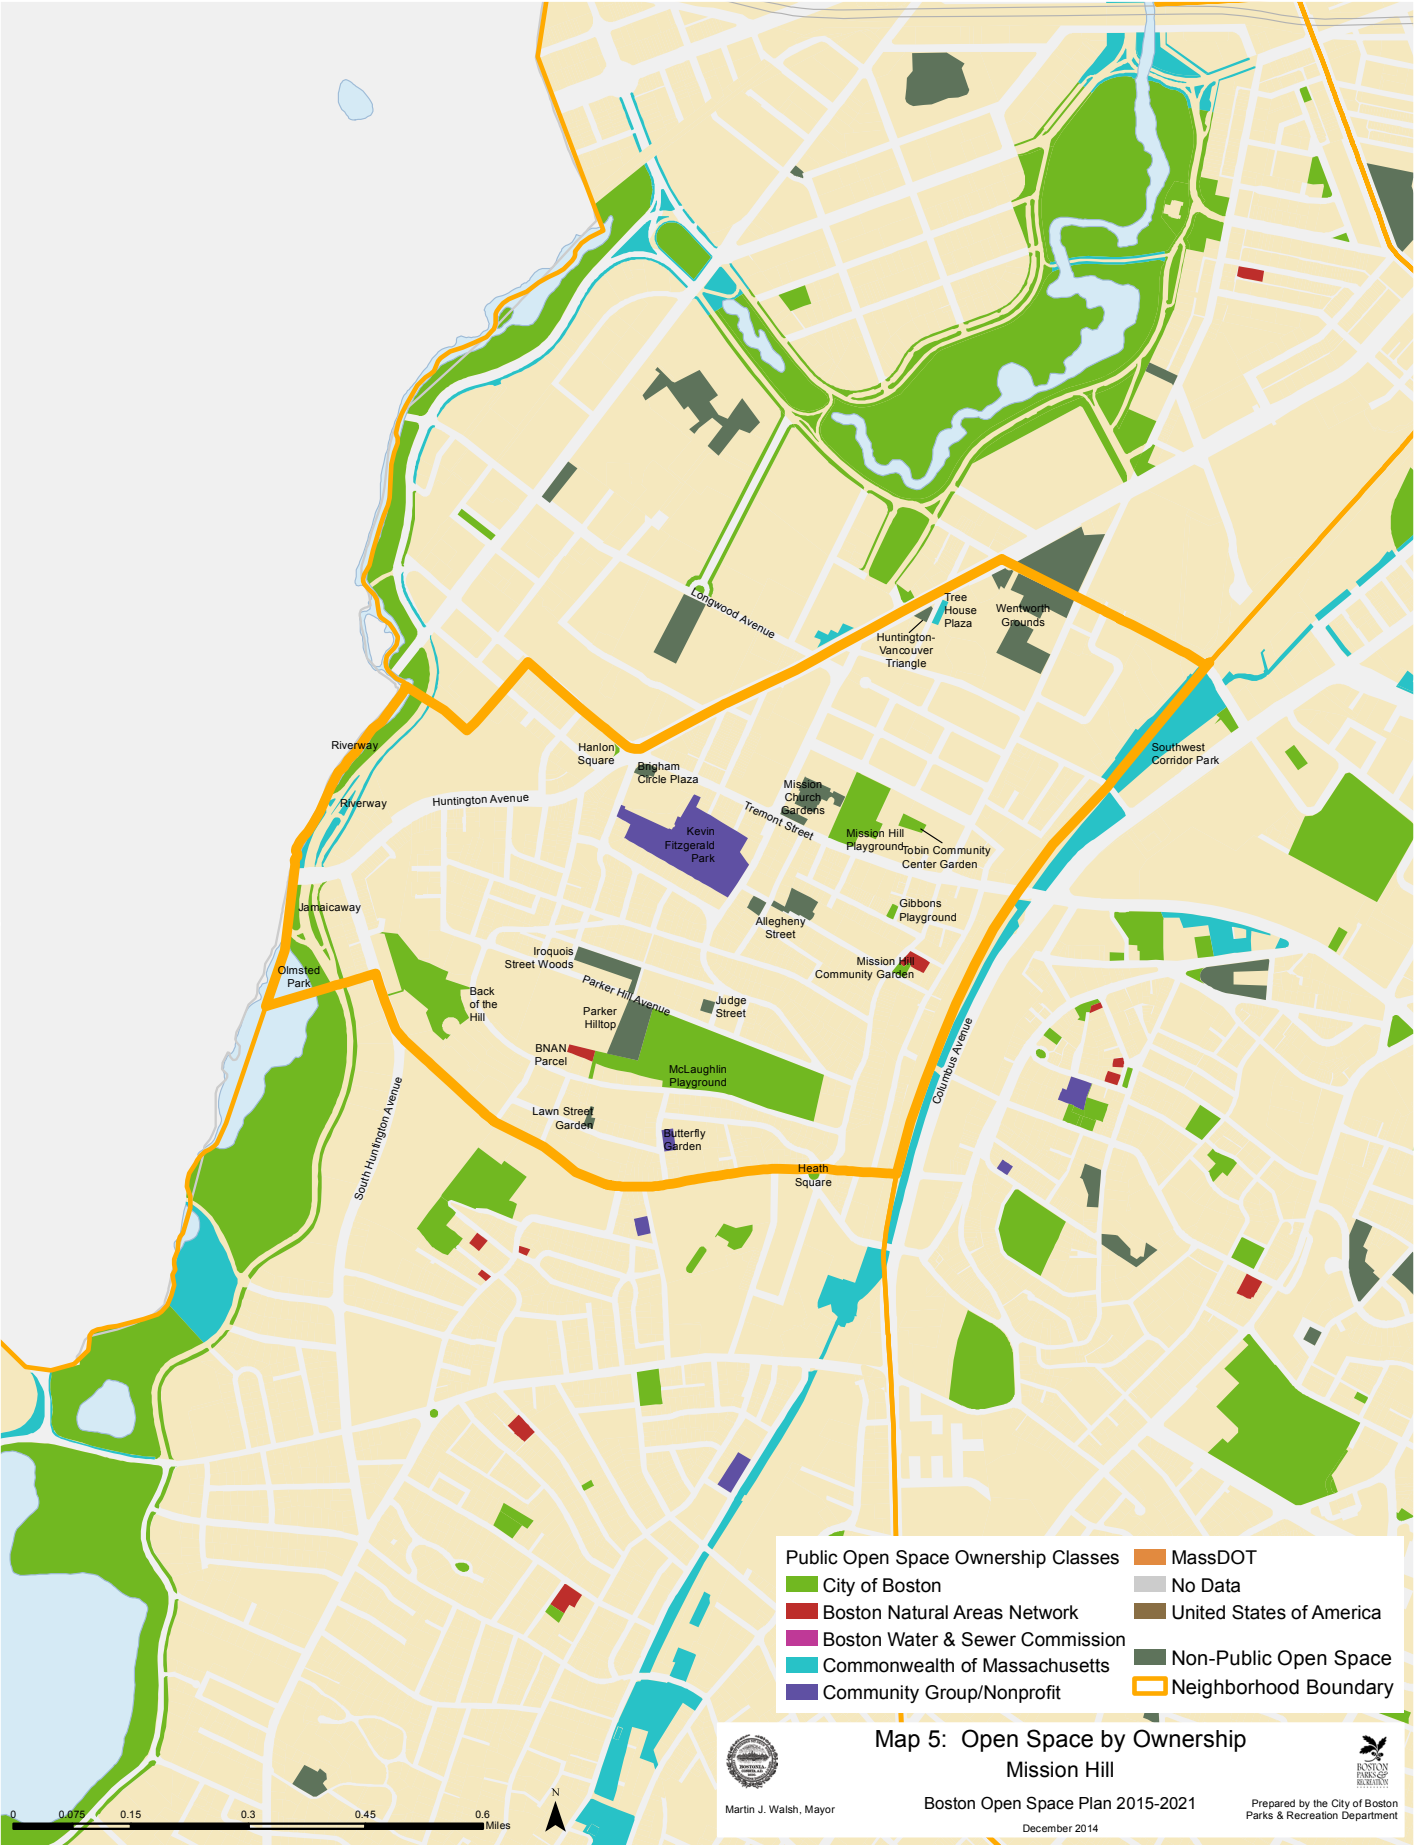 Longwood Avenue
Tree
House
Plaza
Wentworth
Grounds
Huntington-
Vancouver
Triangle
Riverway
Hanlon
Square
Brigham
Circle Plaza
Southwest
Corridor Park
Riverway
Huntington Avenue
Mission
Church
Gardens
Tremont Street
Kevin
Fitzgerald
Park
Mission Hill
Playground
Tobin Community
Center Garden
Jamaicaway
Gibbons
Playground
Allegheny
Street
Iroquois
Street Woods
Mission Hill
Community Garden
Olmsted
Park
Parker Hill Avenue
Back
of the
Hill
Judge
Street
Parker
Hilltop
BNAN
Parcel
McLaughlin
Playground
Columbus Avenue
South Huntington Avenue
Lawn Street
Garden
Butterfly
Garden
Heath
Square
Public Open Space Ownership Classes
City of Boston
Boston Natural Areas Network
Boston Water & Sewer Commission
Commonwealth of Massachusetts
Community Group/Nonprofit
MassDOT
No Data
United States of America
Non-Public Open Space
Neighborhood Boundary
Map 5: Open Space by Ownership
Mission Hill
Boston Open Space Plan 2015-2021
December 2014
Martin J. Walsh, Mayor
BOSTON
PARKS &
RECREATION
Prepared by the City of Boston
Parks & Recreation Department
N
0 0.075 0.15 0.3 0.45 0.6
Miles